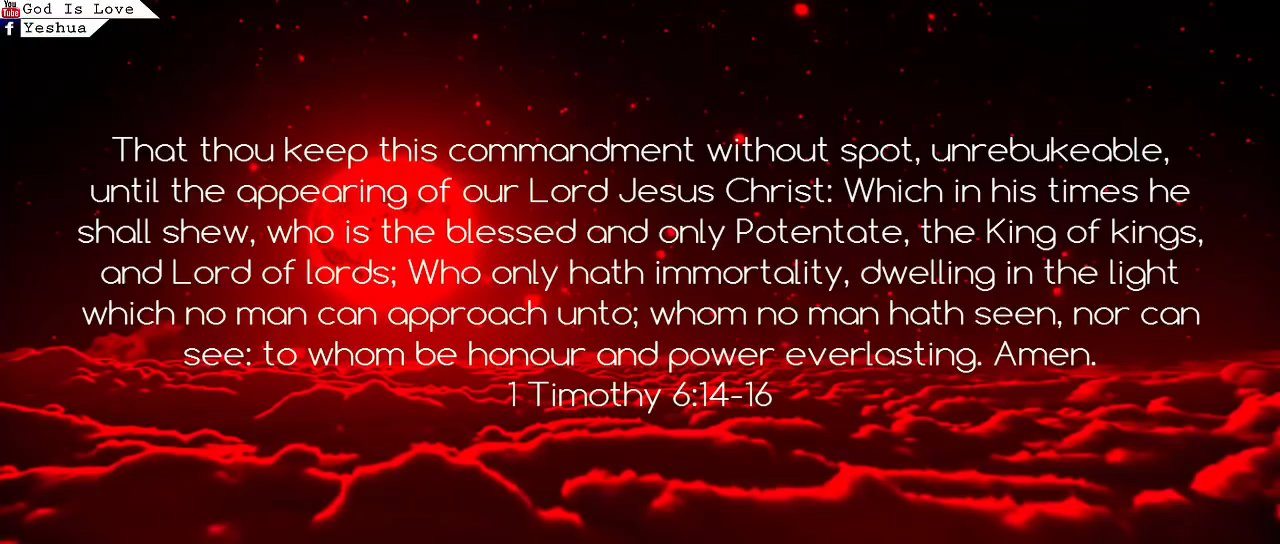 You
Tube
God Is Love
f
Yeshua
That thou keep this commandment without spot, unrebukeable,
until the appearing of our Lord Jesus Christ: Which in his times he
shall shew, who is the blessed and only Potentate, the King of kings,
and Lord of lords; Who only hath immortality, dwelling in the light
which no man can approach unto; whom no man hath seen, nor can
see: to whom be honour and power everlasting. Amen.
1 Timothy 6:14-16